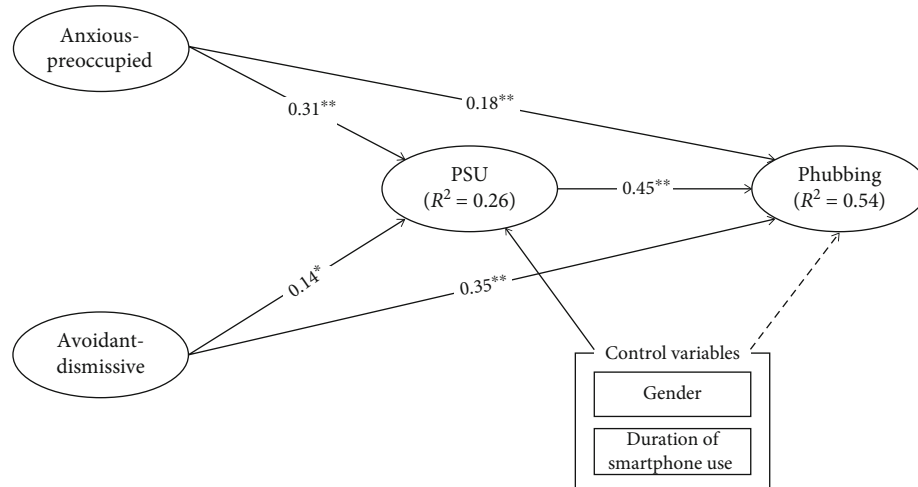 Anxious-
preoccupied
0.31**
0.18**
PSU
(R² = 0.26)
0.45**
Phubbing
(R² = 0.54)
0.14*
0.35**
Avoidant-
dismissive
Control variables
Gender
Duration of
smartphone use